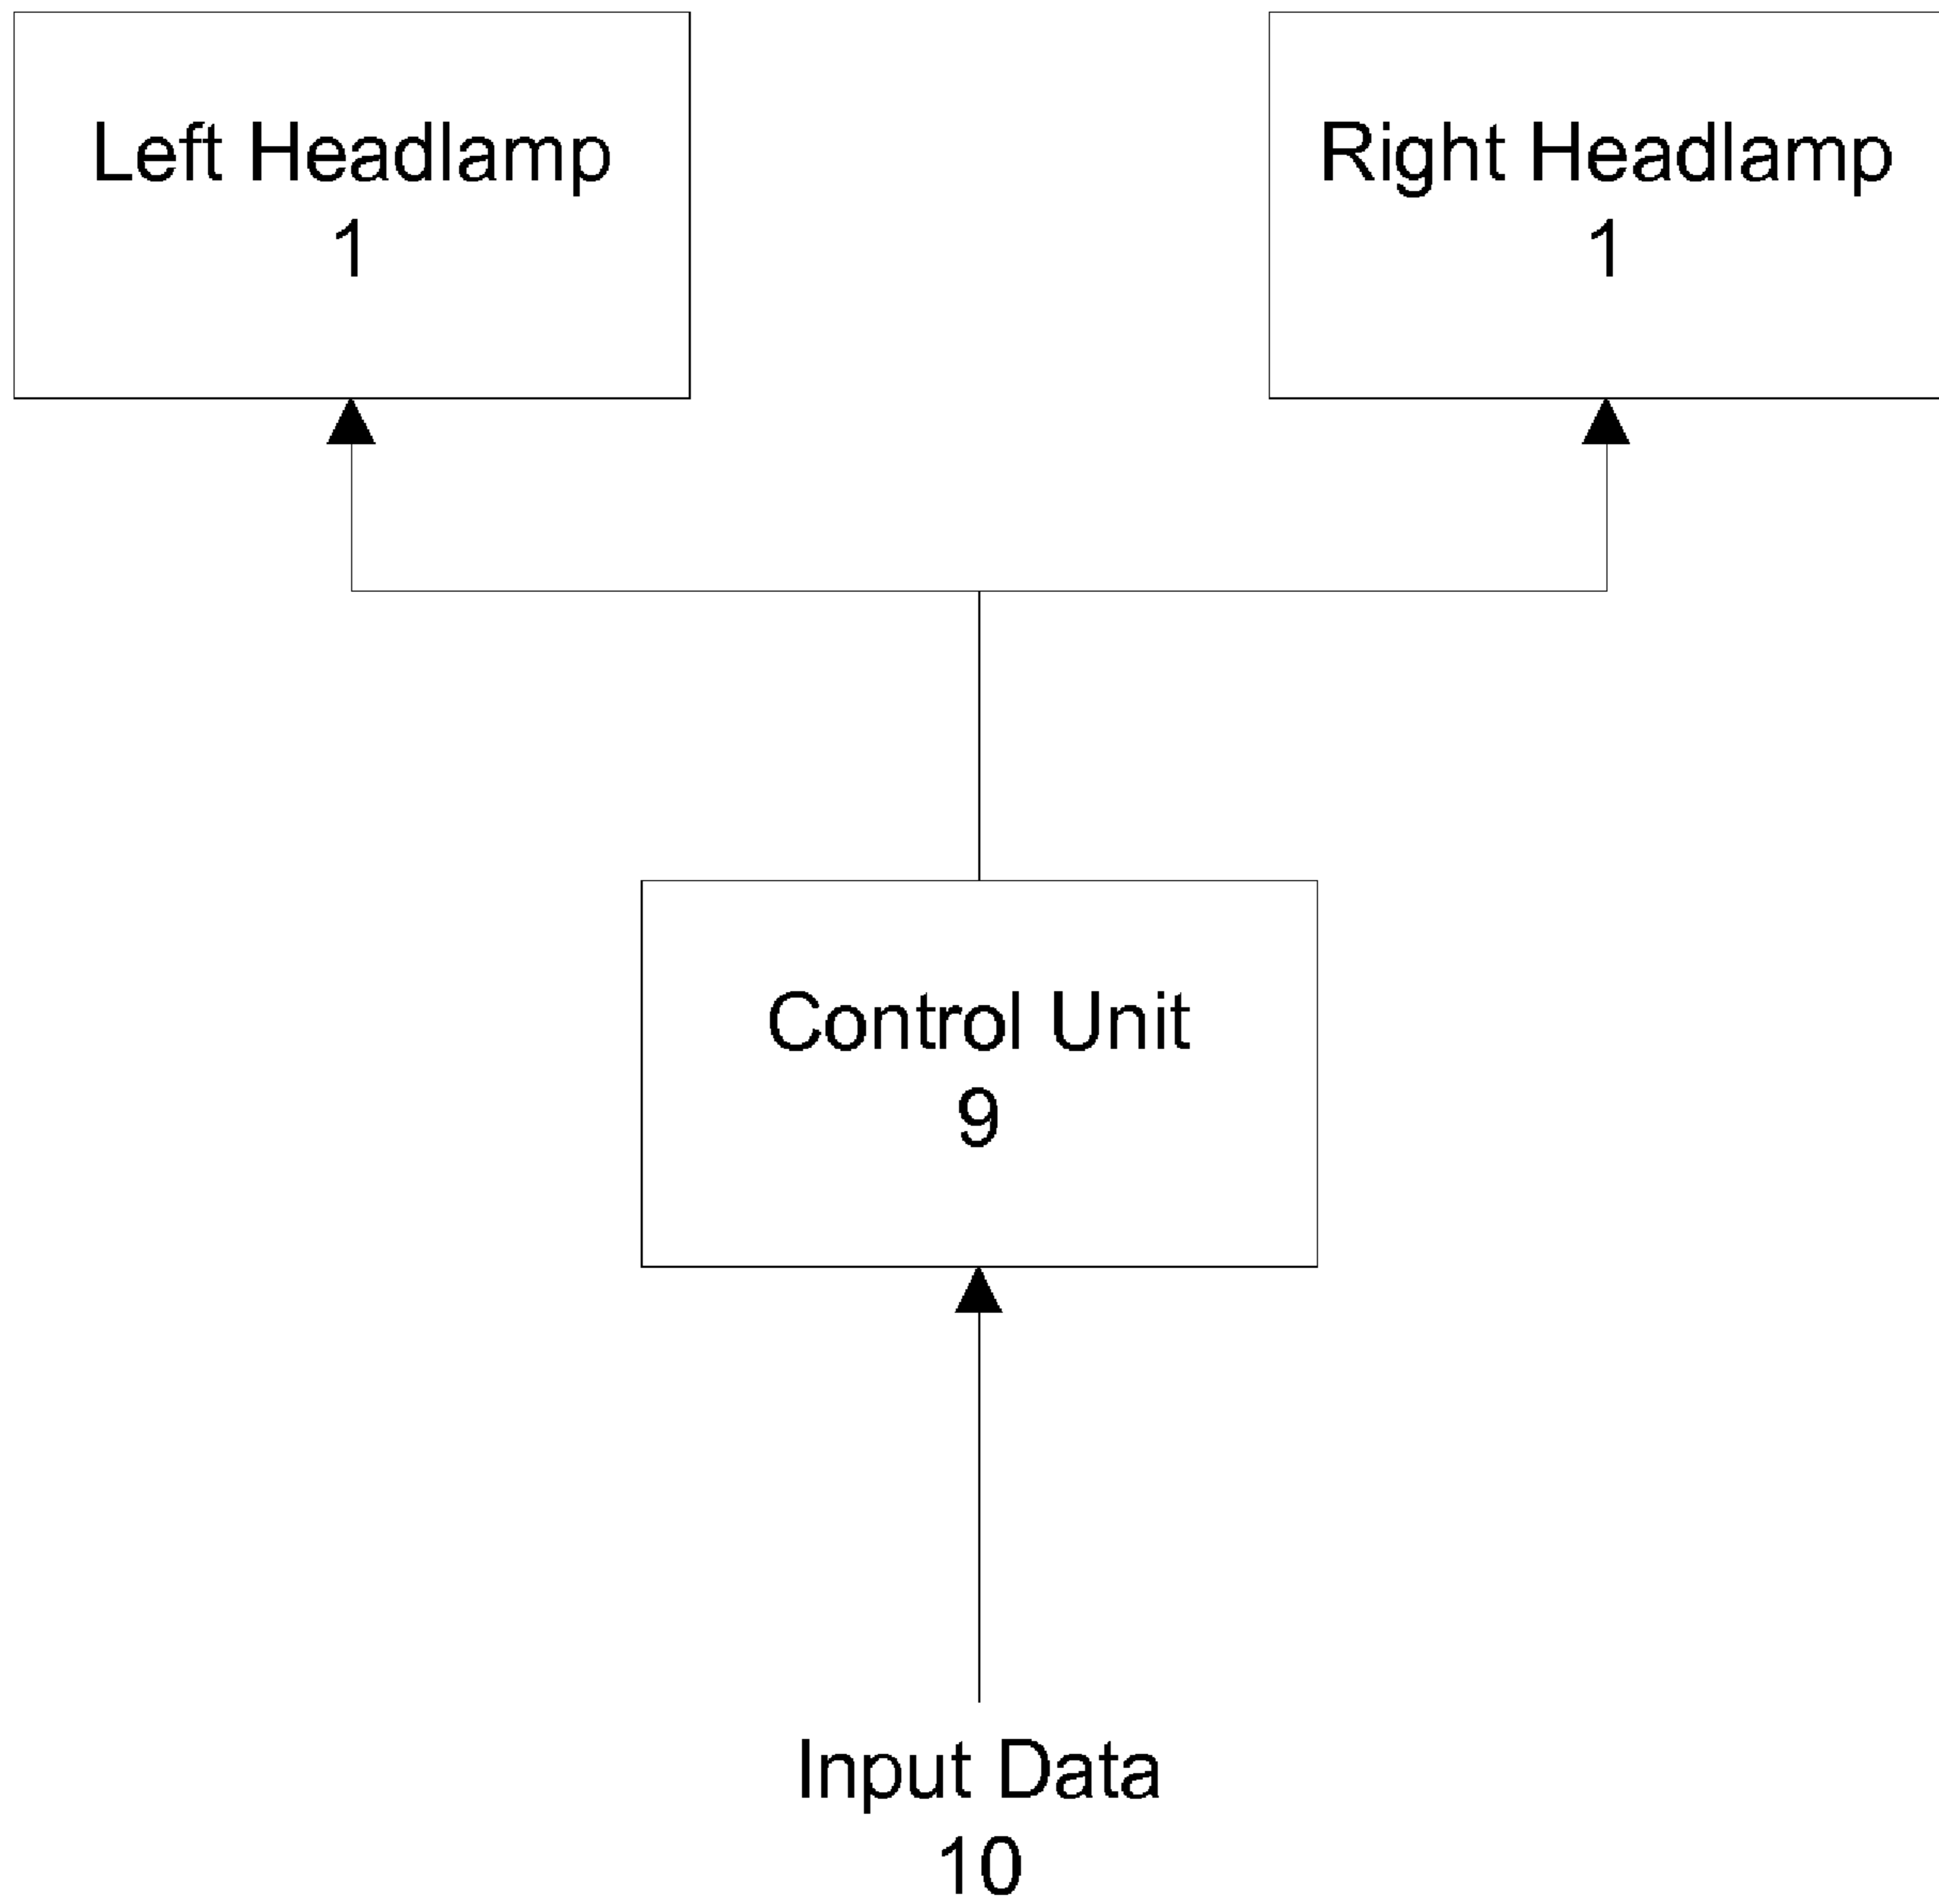 Left Headlamp
1
Right Headlamp
1
Control Unit
9
Input Data
10